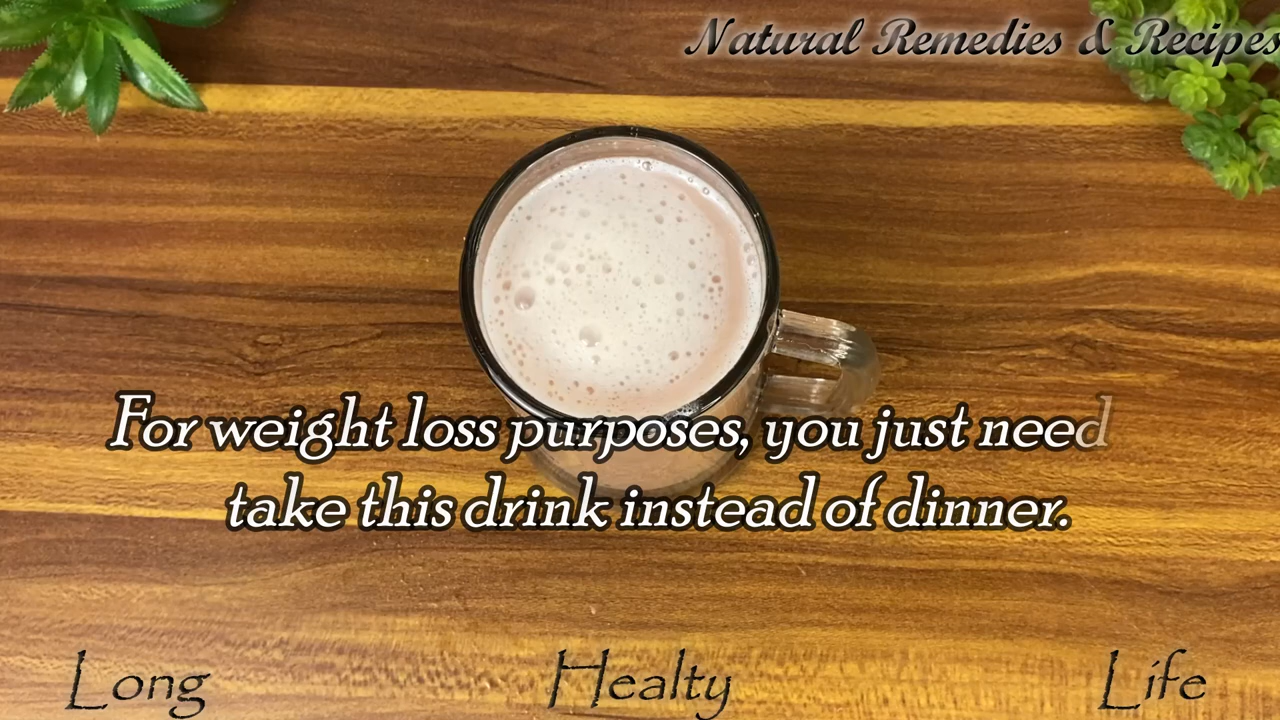 Natural Remedies & Recipes
For weight loss purposes, you just need
take this drink instead of dinner.
Long Healty Life